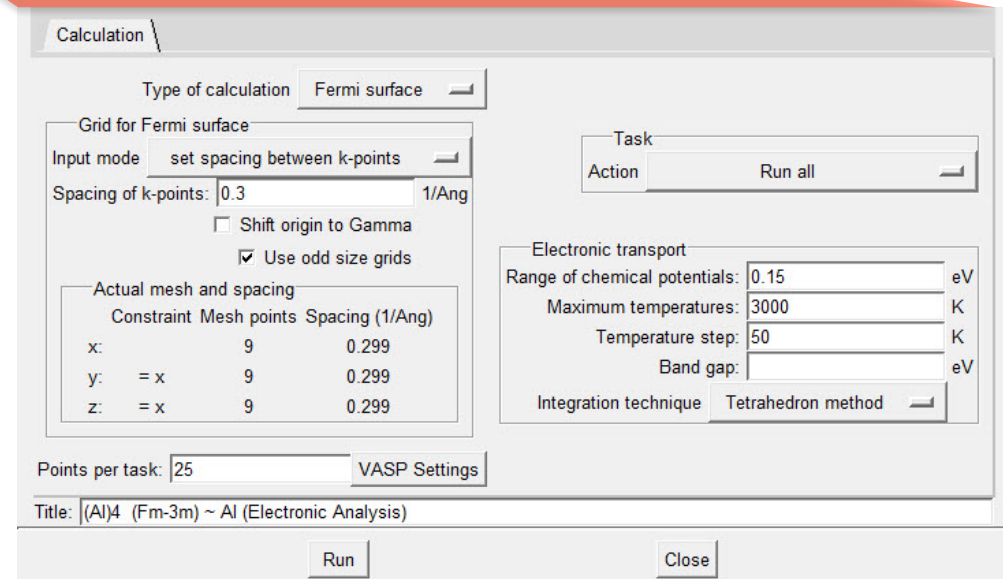 Calculation
Type of calculation Fermi surface
Grid for Fermi surface
Input mode set spacing between k-points
Spacing of k-points: 0.3 1/Ang
Shift origin to Gamma
Use odd size grids
Actual mesh and spacing
Constraint Mesh points Spacing (1/Ang)
x: 9 0.299
y: = x 9 0.299
z: = x 9 0.299
Points per task: 25 VASP Settings
Task
Action Run all
Electronic transport
Range of chemical potentials: 0.15 eV
Maximum temperatures: 3000 K
Temperature step: 50 K
Band gap: eV
Integration technique Tetrahedron method
Title: (Al)4 (Fm-3m) ~ Al (Electronic Analysis)
Run Close